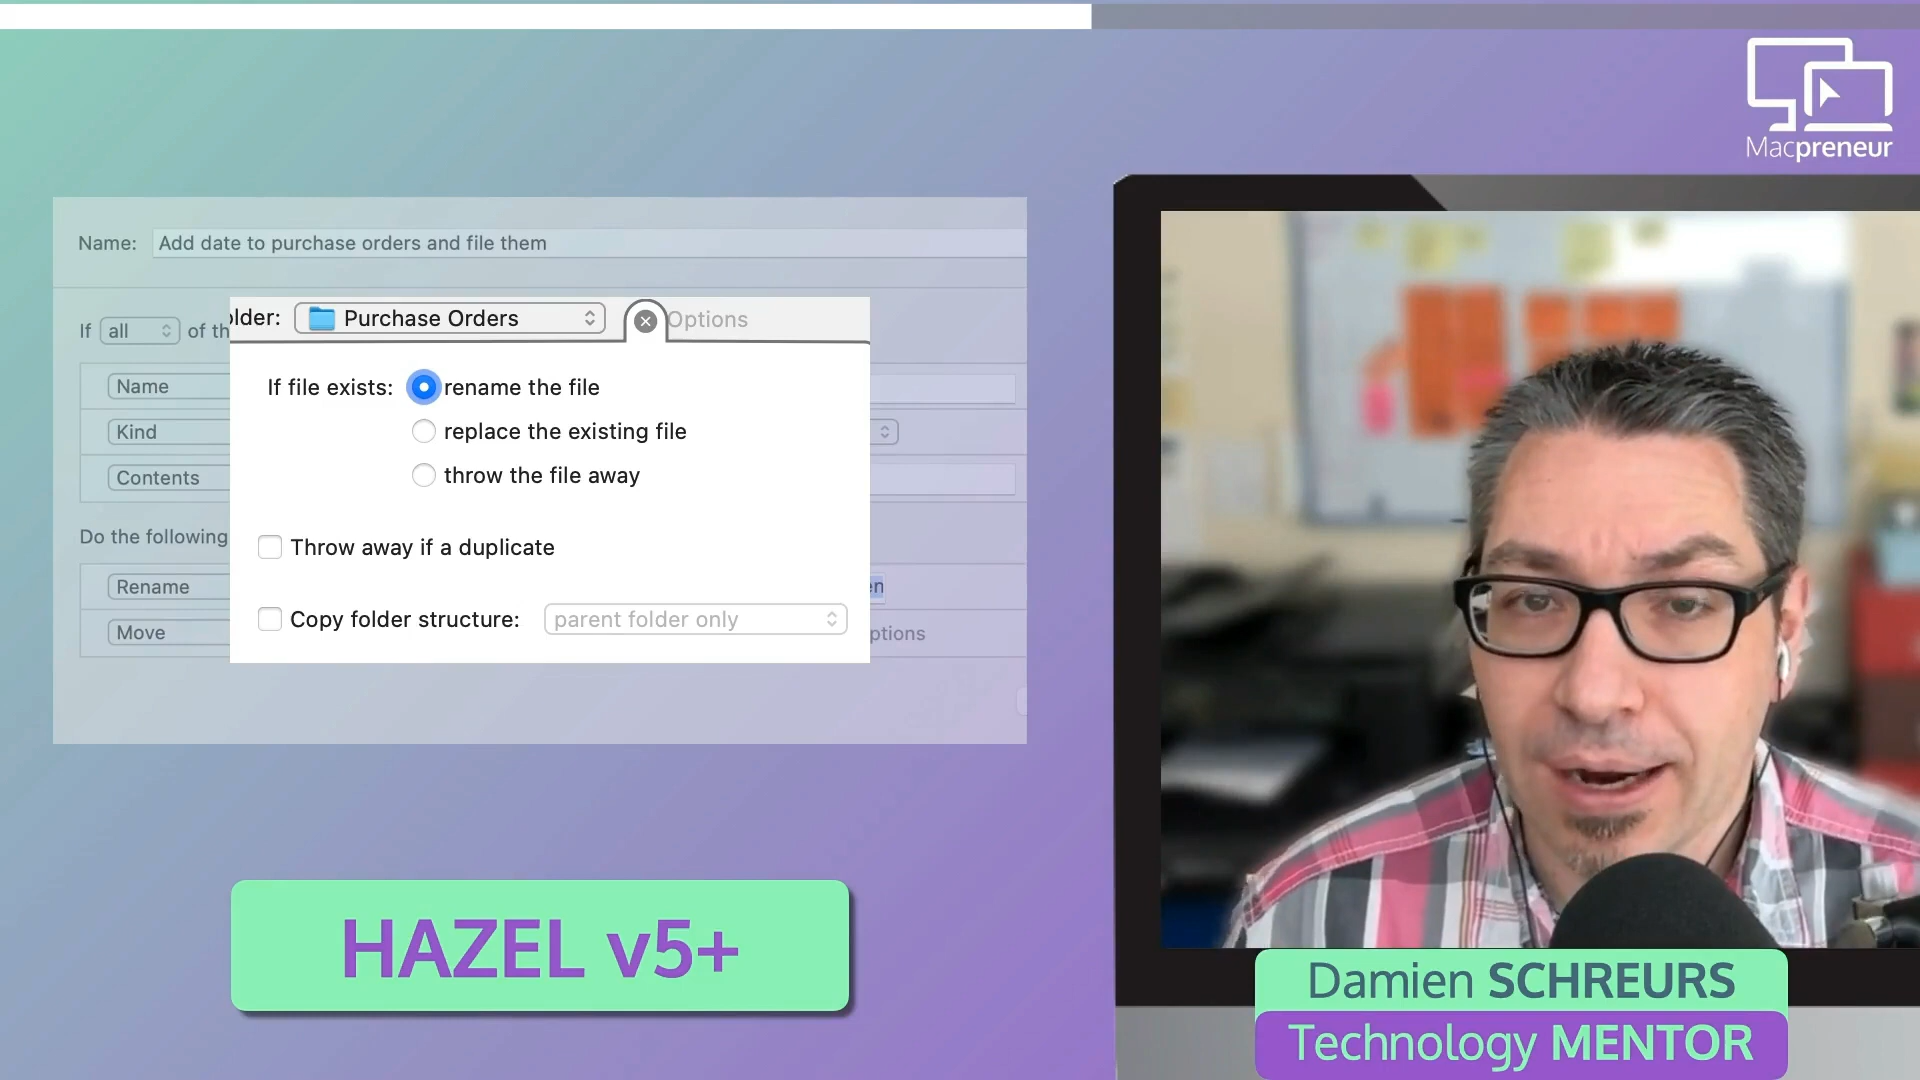 Macpreneur
Name: Add date to purchase orders and file them
lder: Purchase Orders Options
If all of th
If file exists: rename the file
Name
replace the existing file
Kind
throw the file away
Contents
Do the following
Throw away if a duplicate
Rename en
Copy folder structure: parent folder only
Move ptions
HAZEL v5+
Damien SCHREURS
Technology MENTOR